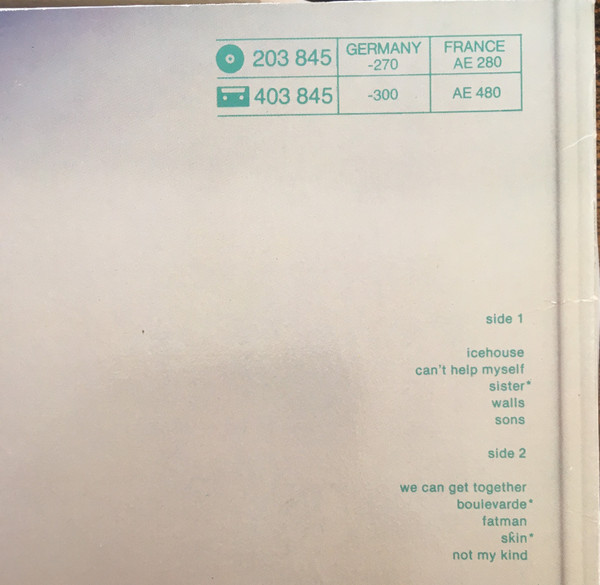 203 845 GERMANY -270 FRANCE AE 280
403 845 -300 AE 480
side 1
icehouse
can't help myself
sister*
walls
sons
side 2
we can get together
boulevarde*
fatman
skin*
not my kind